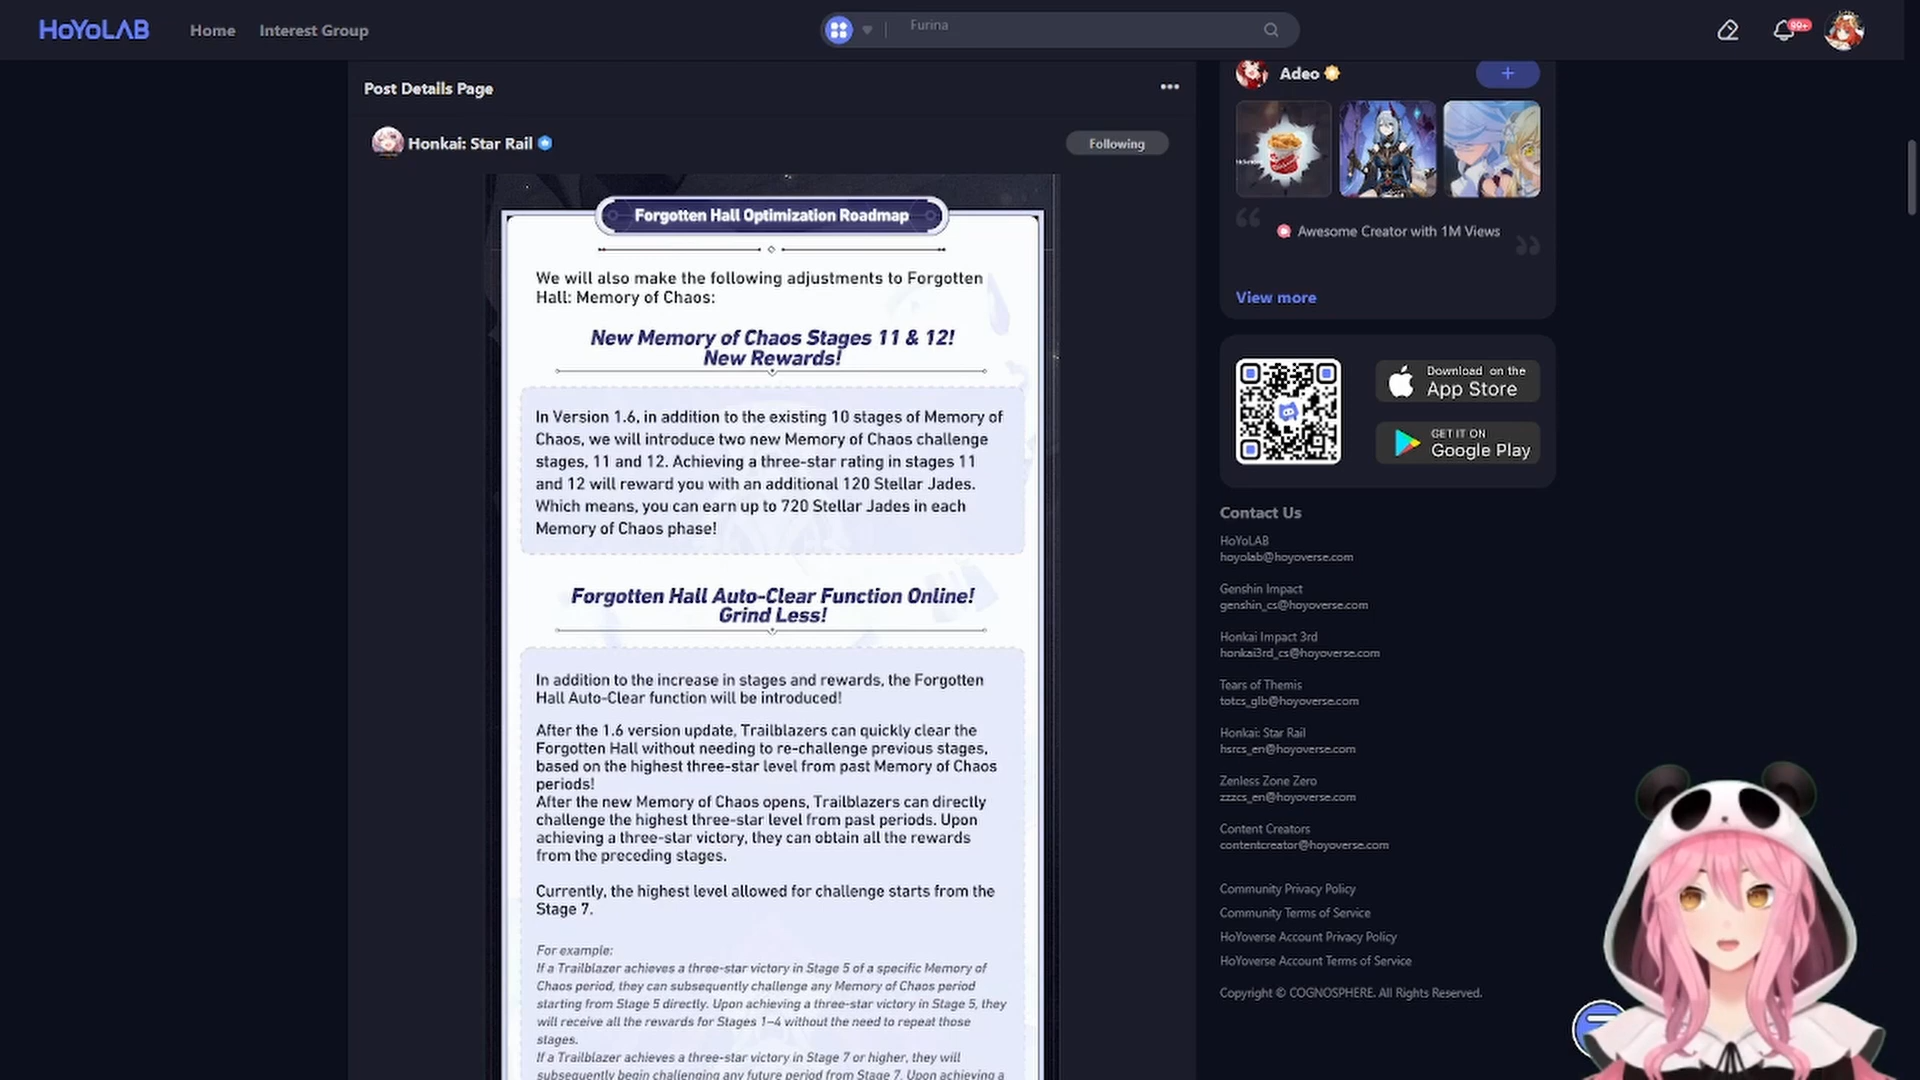 HoYoLAB
Home
Interest Group
Furina
99+
Post Details Page
Honkai: Star Rail
Following
Forgotten Hall Optimization Roadmap
We will also make the following adjustments to Forgotten
Hall: Memory of Chaos:
New Memory of Chaos Stages 11 & 12!
New Rewards!
In Version 1.6, in addition to the existing 10 stages of Memory of
Chaos, we will introduce two new Memory of Chaos challenge
stages, 11 and 12. Achieving a three-star rating in stages 11
and 12 will reward you with an additional 120 Stellar Jades.
Which means, you can earn up to 720 Stellar Jades in each
Memory of Chaos phase!
Forgotten Hall Auto-Clear Function Online!
Grind Less!
In addition to the increase in stages and rewards, the Forgotten
Hall Auto-Clear function will be introduced!
After the 1.6 version update, Trailblazers can quickly clear the
Forgotten Hall without needing to re-challenge previous stages,
based on the highest three-star level from past Memory of Chaos
periods!
After the new Memory of Chaos opens, Trailblazers can directly
challenge the highest three-star level from past periods. Upon
achieving a three-star victory, they can obtain all the rewards
from the preceding stages.
Currently, the highest level allowed for challenge starts from the
Stage 7.
For example:
If a Trailblazer achieves a three-star victory in Stage 5 of a specific Memory of
Chaos period, they can subsequently challenge any Memory of Chaos period
starting from Stage 5 directly. Upon achieving a three-star victory in Stage 5, they
will receive all the rewards for Stages 1–4 without the need to repeat those
stages.
If a Trailblazer achieves a three-star victory in Stage 7 or higher, they will
subsequently begin challenging any future period from Stage 7. Upon achieving a
Adeo
Awesome Creator with 1M Views
View more
Download on the
App Store
GET IT ON
Google Play
Contact Us
HoYoLAB
hoyolab@hoyoverse.com
Genshin Impact
genshin_cs@hoyoverse.com
Honkai Impact 3rd
honkai3rd_cs@hoyoverse.com
Tears of Themis
totcs_glb@hoyoverse.com
Honkai: Star Rail
hsrcs_en@hoyoverse.com
Zenless Zone Zero
zzzcs_en@hoyoverse.com
Content Creators
contentcreator@hoyoverse.com
Community Privacy Policy
Community Terms of Service
HoYoverse Account Privacy Policy
HoYoverse Account Terms of Service
Copyright © COGNOSPHERE. All Rights Reserved.